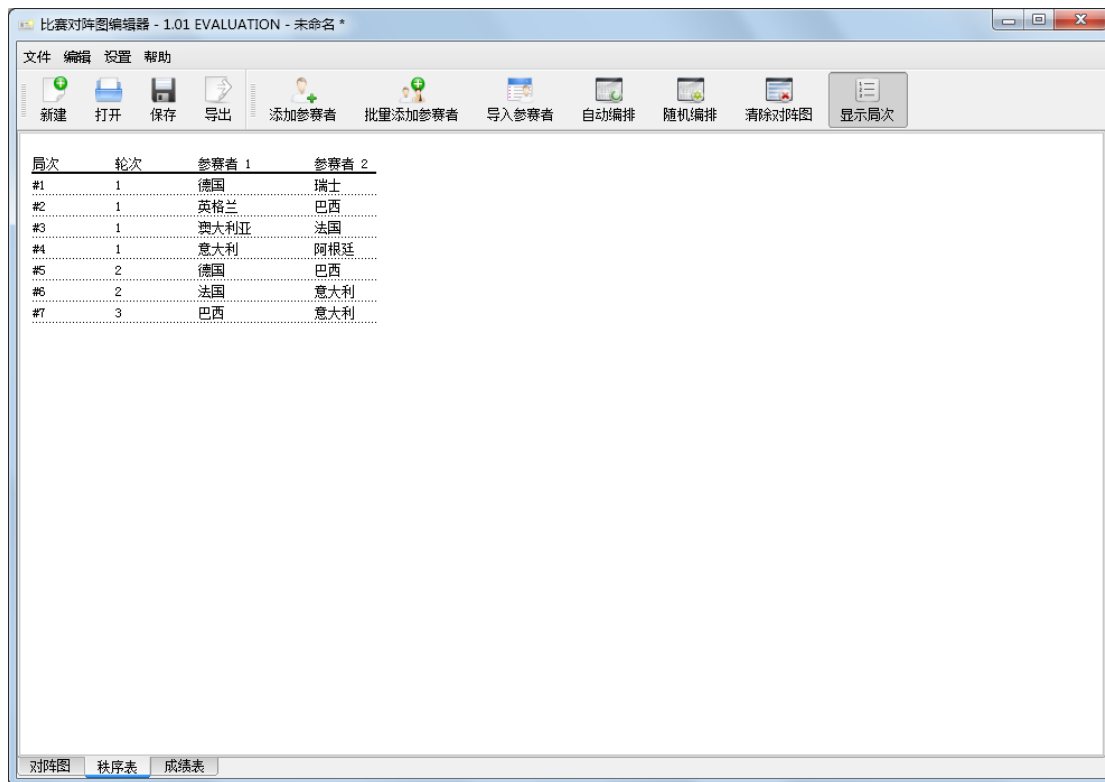 比赛对阵图编辑器 - 1.01 EVALUATION - 未命名 *
文件 编辑 设置 帮助
新建 打开 保存 导出 添加参赛者 批量添加参赛者 导入参赛者 自动编排 随机编排 清除对阵图 显示局次
局次 轮次 参赛者 1 参赛者 2
#1 1 德国 瑞士
#2 1 英格兰 巴西
#3 1 澳大利亚 法国
#4 1 意大利 阿根廷
#5 2 德国 巴西
#6 2 法国 意大利
#7 3 巴西 意大利
对阵图 秩序表 成绩表